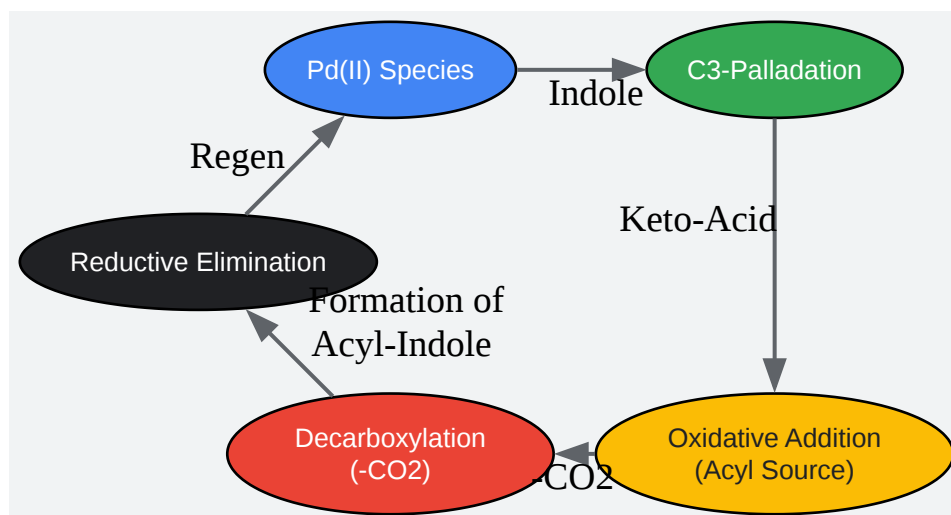 Pd(II) Species
Indole
C3-Palladation
Regen
Keto-Acid
Reductive Elimination
Formation of
Acyl-Indole
Decarboxylation
(-CO2)
-CO2
Oxidative Addition
(Acyl Source)